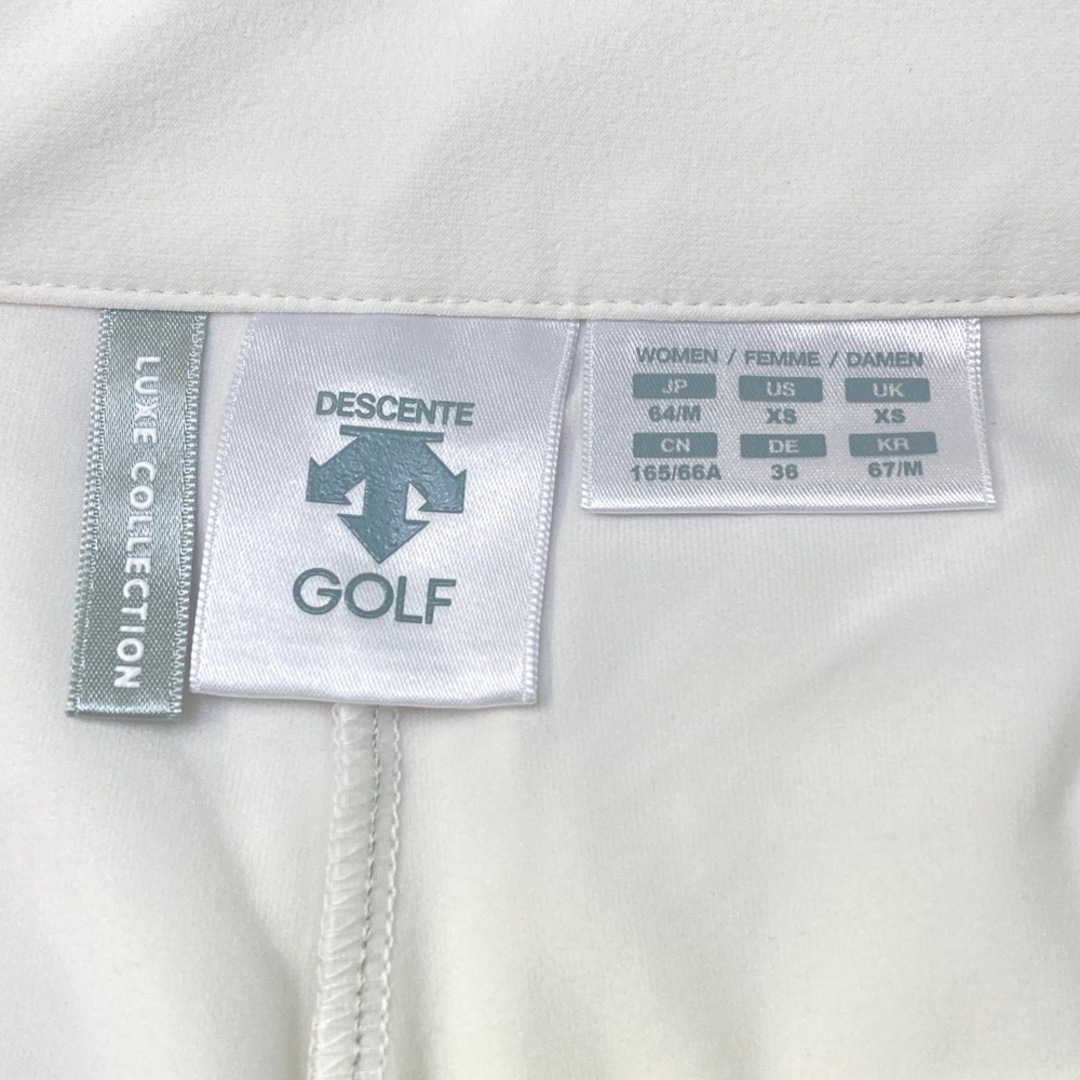 LUXE COLLECTION
DESCENTE
GOLF
WOMEN / FEMME / DAMEN
JP US UK
64/M XS XS
CN DE KR
165/66A 36 67/M